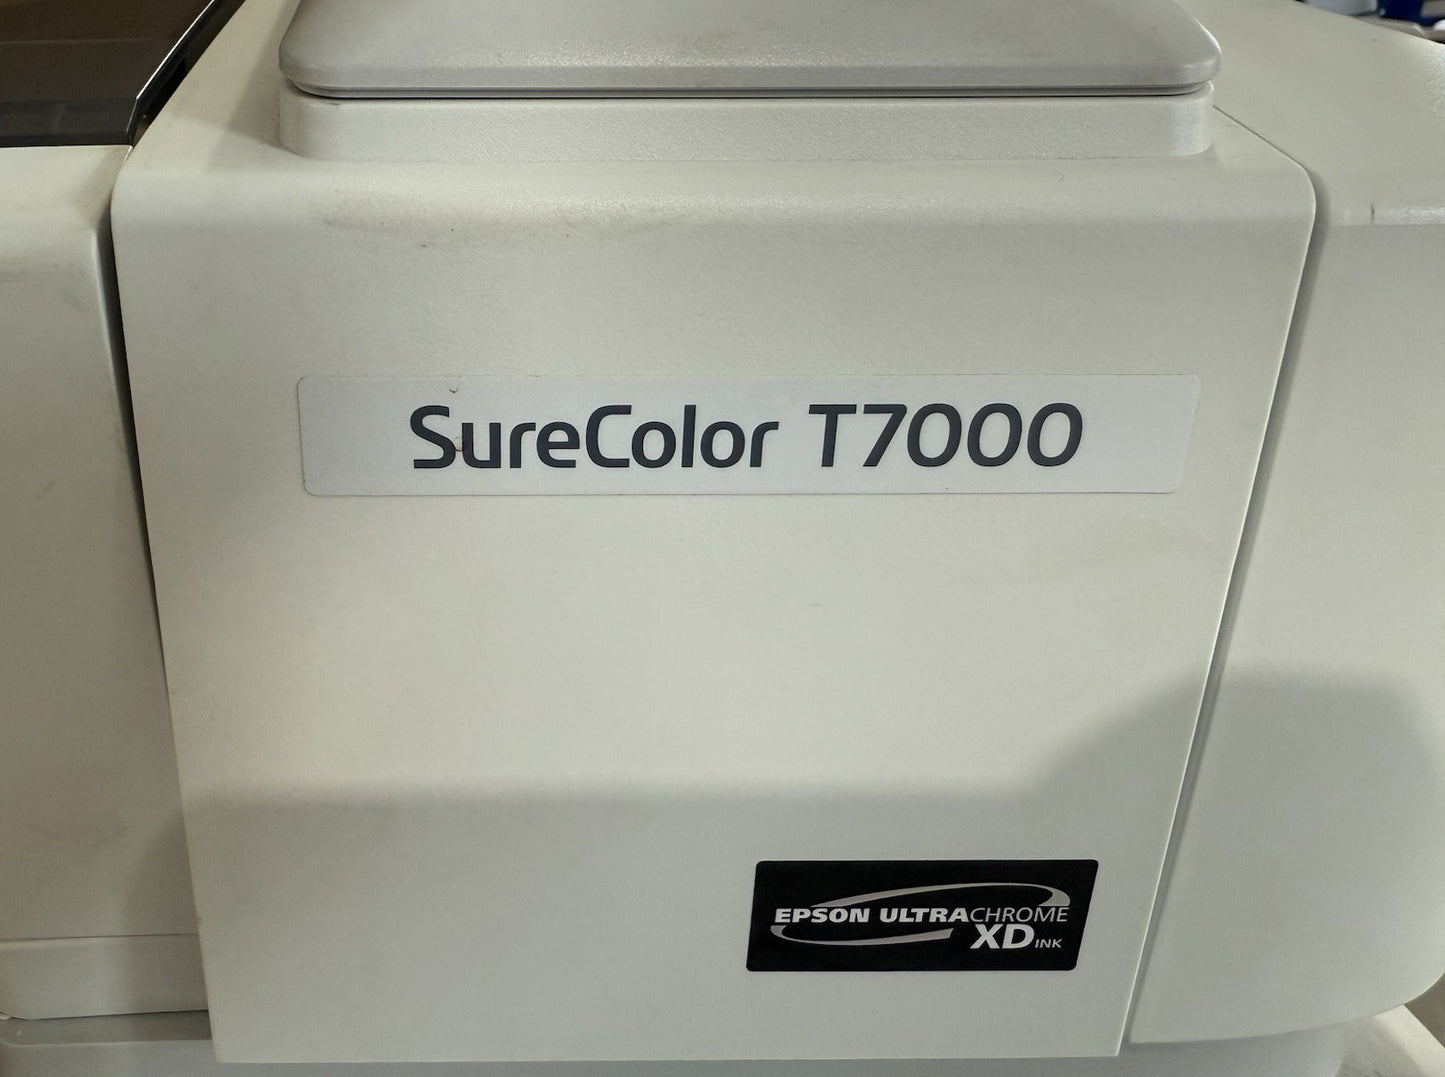 SureColor T7000
EPSON ULTRACHROME
XD INK